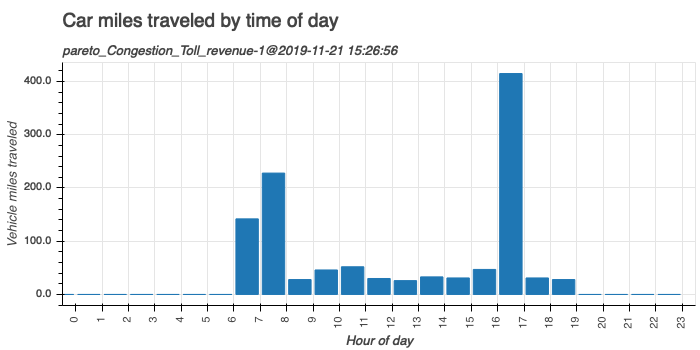 Car miles traveled by time of day
pareto_Congestion_Toll_revenue-1@2019-11-21 15:26:56
Vehicle miles traveled
400.0
300.0
200.0
100.0
0.0
0 1 2 3 4 5 6 7 8 9 10 11 12 13 14 15 16 17 18 19 20 21 22 23
Hour of day